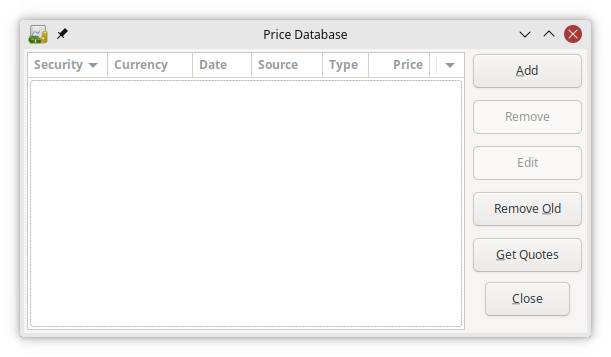 Price Database
Security Currency Date Source Type Price
Add
Remove
Edit
Remove Old
Get Quotes
Close